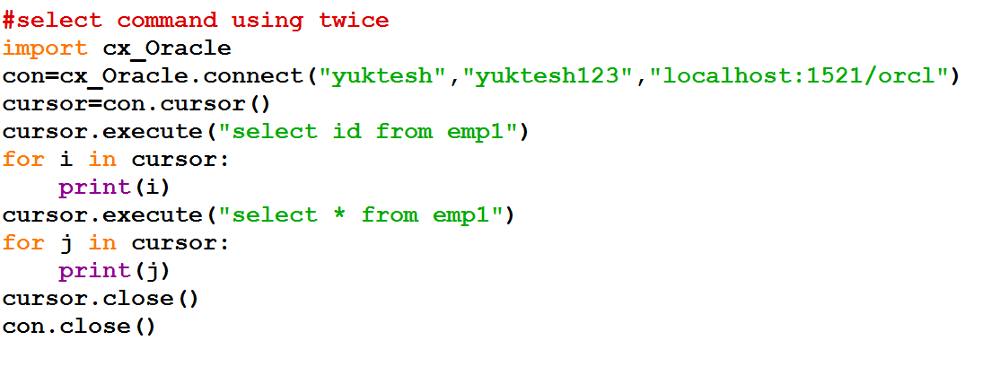 #select command using twice
import cx_Oracle
con=cx_Oracle.connect("yuktesh","yuktesh123","localhost:1521/orcl")
cursor=con.cursor()
cursor.execute("select id from emp1")
for i in cursor:
    print(i)
cursor.execute("select * from emp1")
for j in cursor:
    print(j)
cursor.close()
con.close()